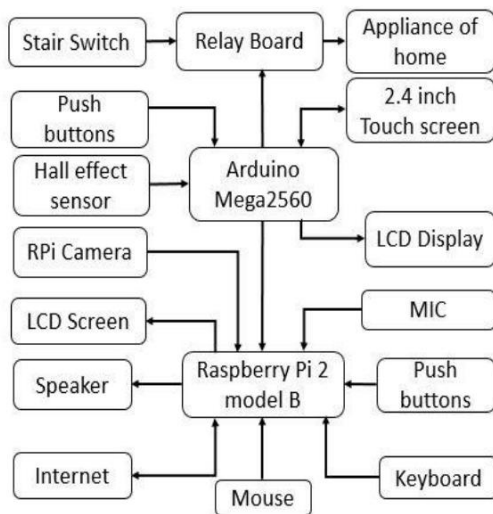 Stair Switch
Relay Board
Appliance of
home
Push
buttons
2.4 inch
Touch screen
Hall effect
sensor
Arduino
Mega2560
LCD Display
RPi Camera
MIC
LCD Screen
Raspberry Pi 2
model B
Speaker
Push
buttons
Internet
Mouse
Keyboard